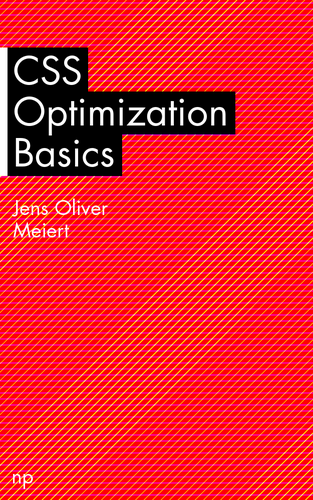 CSS
Optimization
Basics
Jens Oliver
Meiert
np